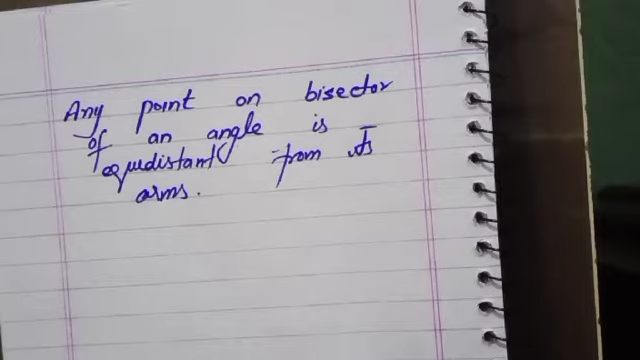 Any point on bisector
of an angle is
equidistant from its
arms.